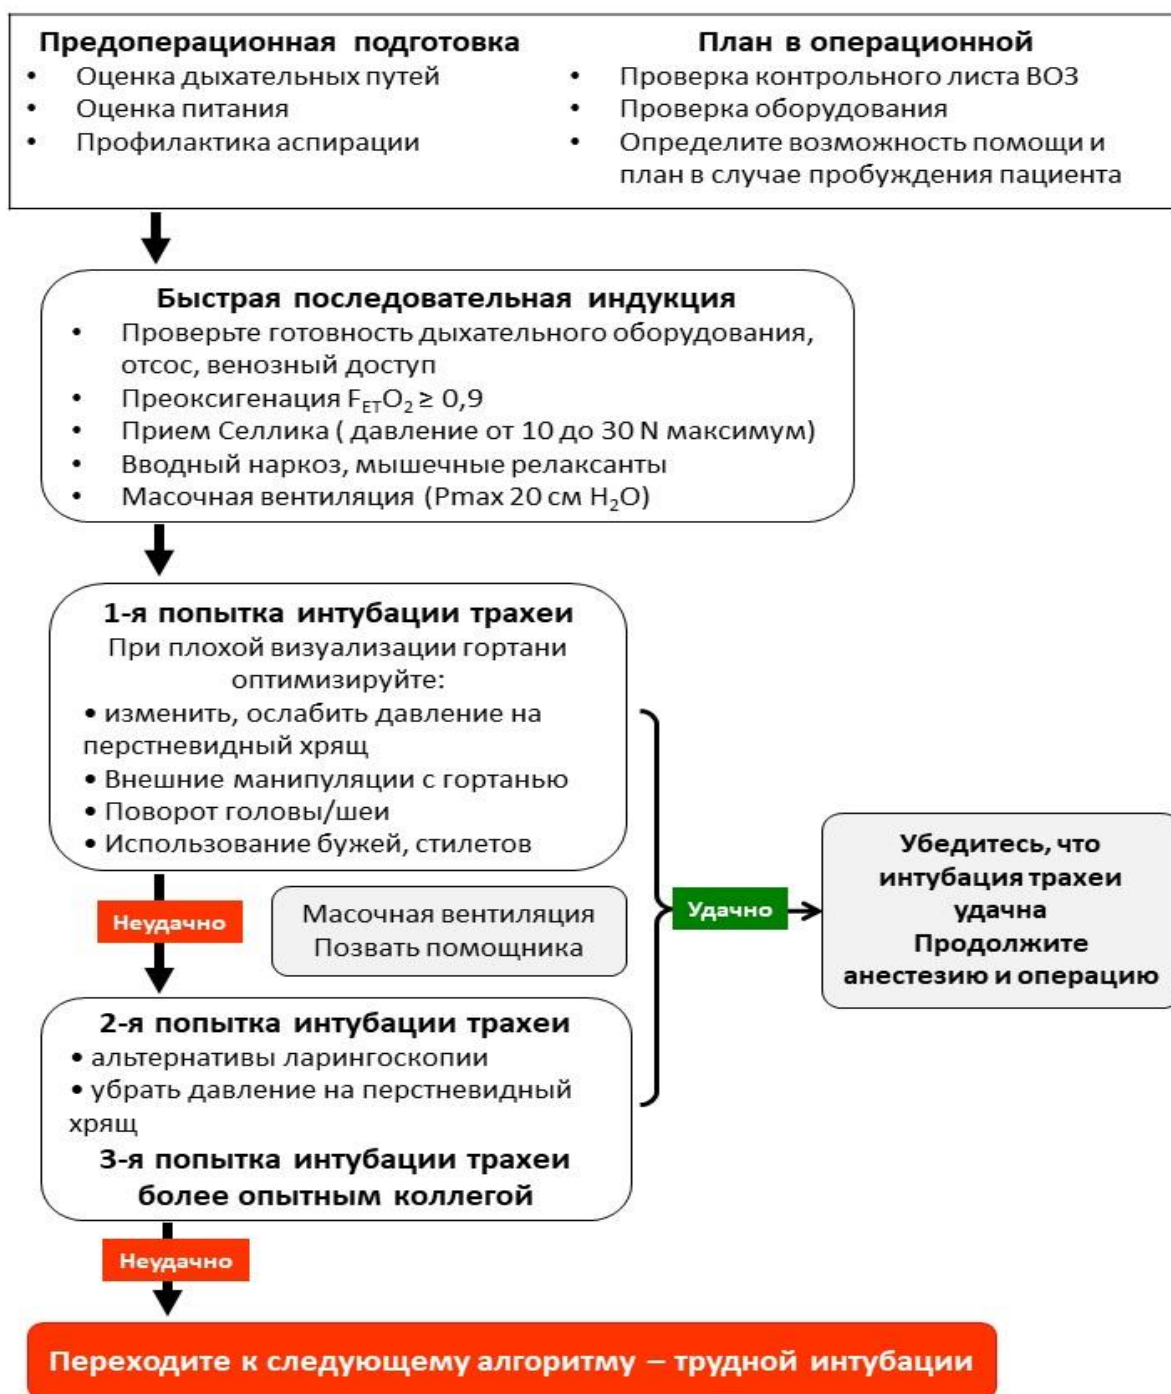 Предоперационная подготовка
• Оценка дыхательных путей
• Оценка питания
• Профилактика аспирации
План в операционной
• Проверка контрольного листа ВОЗ
• Проверка оборудования
• Определите возможность помощи и
план в случае пробуждения пациента
Быстрая последовательная индукция
• Проверьте готовность дыхательного оборудования,
отсос, венозный доступ
• Преоксигенация FETO2 ≥ 0,9
• Прием Селлика ( давление от 10 до 30 N максимум)
• Вводный наркоз, мышечные релаксанты
• Масочная вентиляция (Pmax 20 см H2O)
1-я попытка интубации трахеи
При плохой визуализации гортани
оптимизируйте:
• изменить, ослабить давление на
перстневидный хрящ
• Внешние манипуляции с гортанью
• Поворот головы/шеи
• Использование бужей, стилетов
Неудачно
Масочная вентиляция
Позвать помощника
Удачно
Убедитесь, что
интубация трахеи
удачна
Продолжите
анестезию и операцию
2-я попытка интубации трахеи
• альтернативы ларингоскопии
• убрать давление на перстневидный
хрящ
3-я попытка интубации трахеи
более опытным коллегой
Неудачно
Переходите к следующему алгоритму – трудной интубации